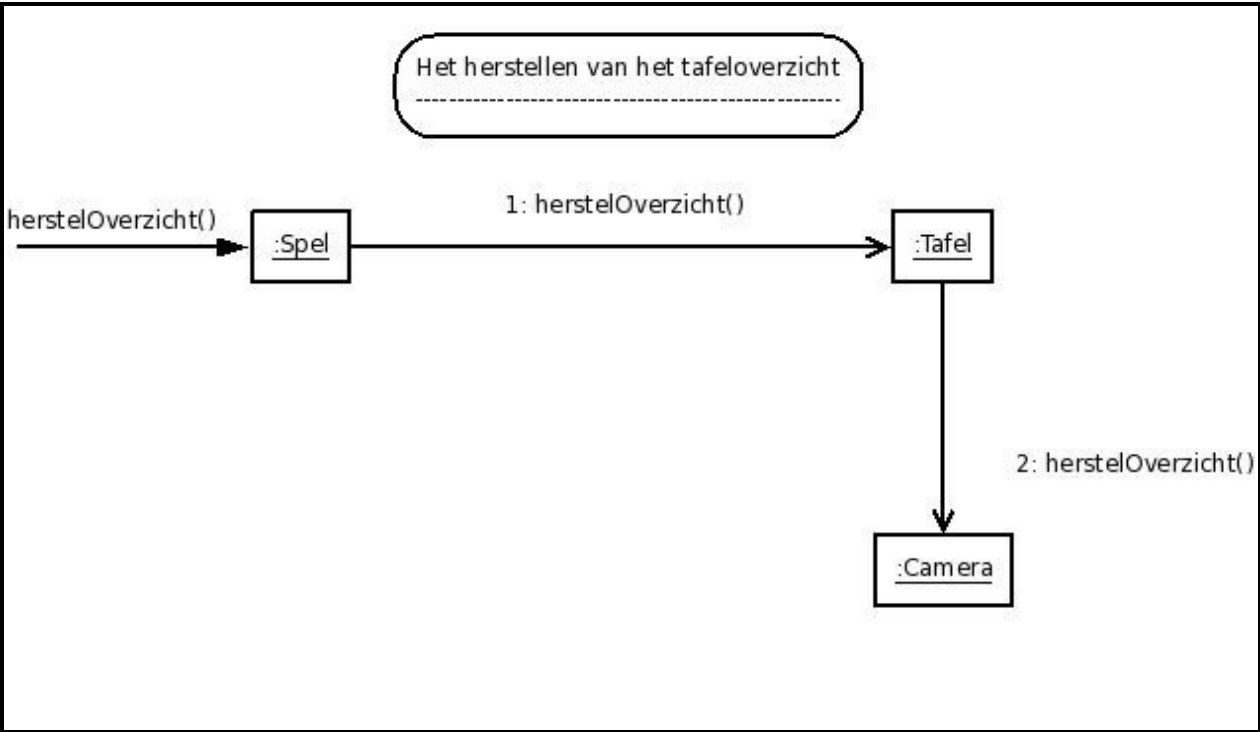 Het herstellen van het tafeloverzicht
herstelOverzicht()
1: herstelOverzicht()
:Spel
:Tafel
2: herstelOverzicht()
:Camera